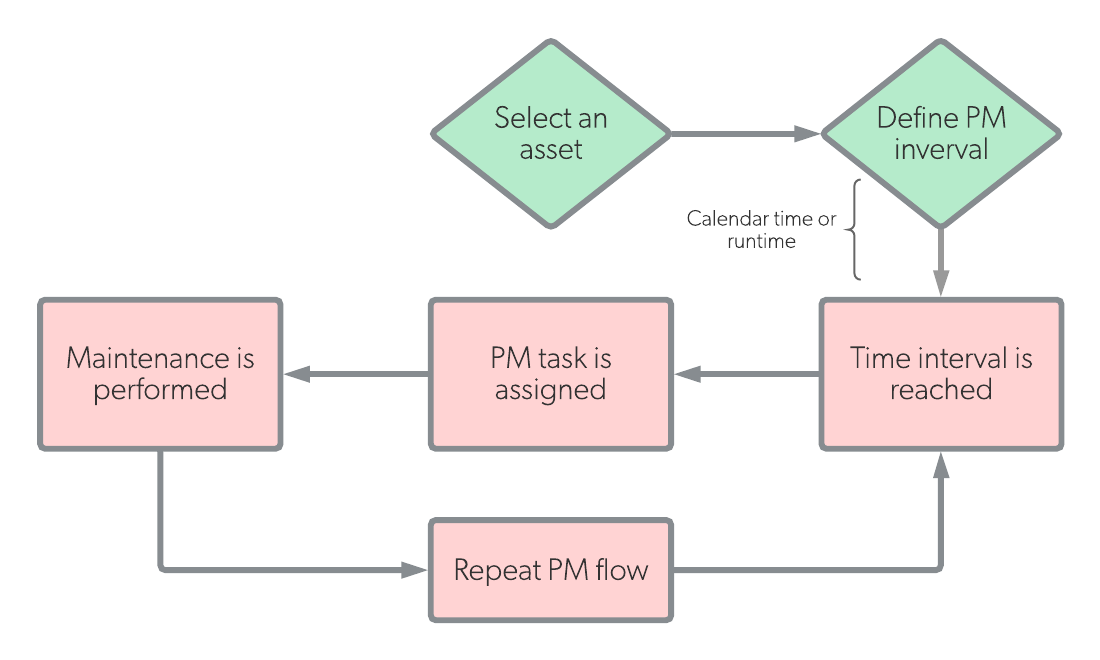 Select an
asset
Define PM
inverval
Calendar time or
runtime
Maintenance is
performed
PM task is
assigned
Time interval is
reached
Repeat PM flow